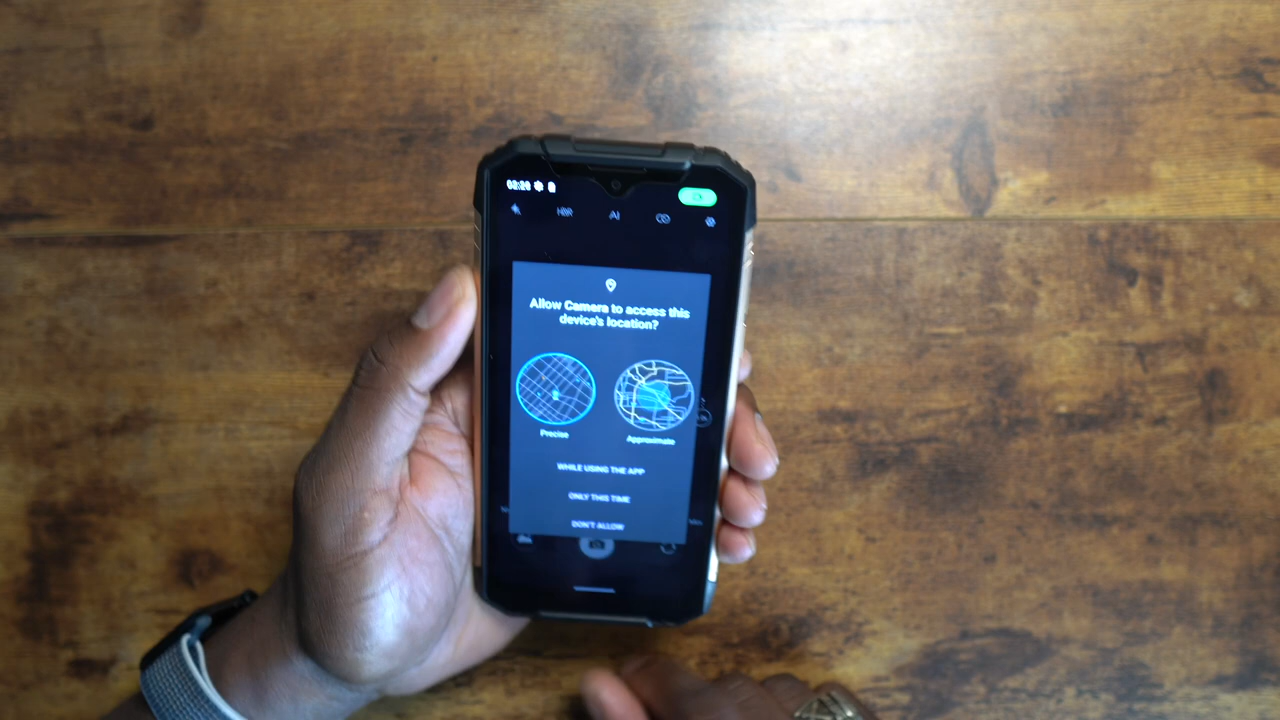 HDR
AI
Allow Camera to access this
device's location?
Precise
Approximate
WHILE USING THE APP
ONLY THIS TIME
DON'T ALLOW